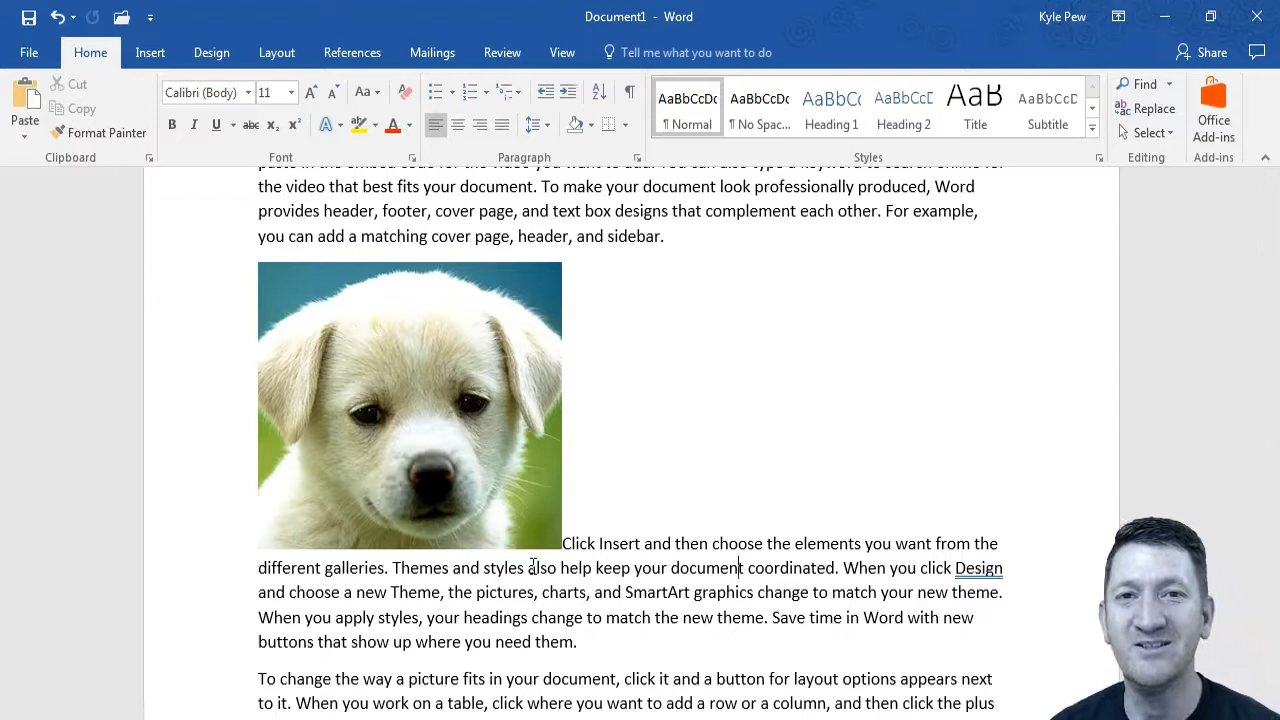 Document1 - Word
Kyle Pew
File Home Insert Design Layout References Mailings Review View Tell me what you want to do Share
Paste
Cut
Copy
Format Painter
Calibri (Body) 11
B I U abc x₂ x²
AaBbCcDc AaBbCcDc AaBbCc AaBbCcD AaB AaBbCcD
¶ Normal ¶ No Spac... Heading 1 Heading 2 Title Subtitle
Find
Replace
Select
Office
Add-ins
Clipboard Font Paragraph Styles Editing Add-ins
the video that best fits your document. To make your document look professionally produced, Word
provides header, footer, cover page, and text box designs that complement each other. For example,
you can add a matching cover page, header, and sidebar.
Click Insert and then choose the elements you want from the
different galleries. Themes and styles also help keep your document coordinated. When you click Design
and choose a new Theme, the pictures, charts, and SmartArt graphics change to match your new theme.
When you apply styles, your headings change to match the new theme. Save time in Word with new
buttons that show up where you need them.
To change the way a picture fits in your document, click it and a button for layout options appears next
to it. When you work on a table, click where you want to add a row or a column, and then click the plus